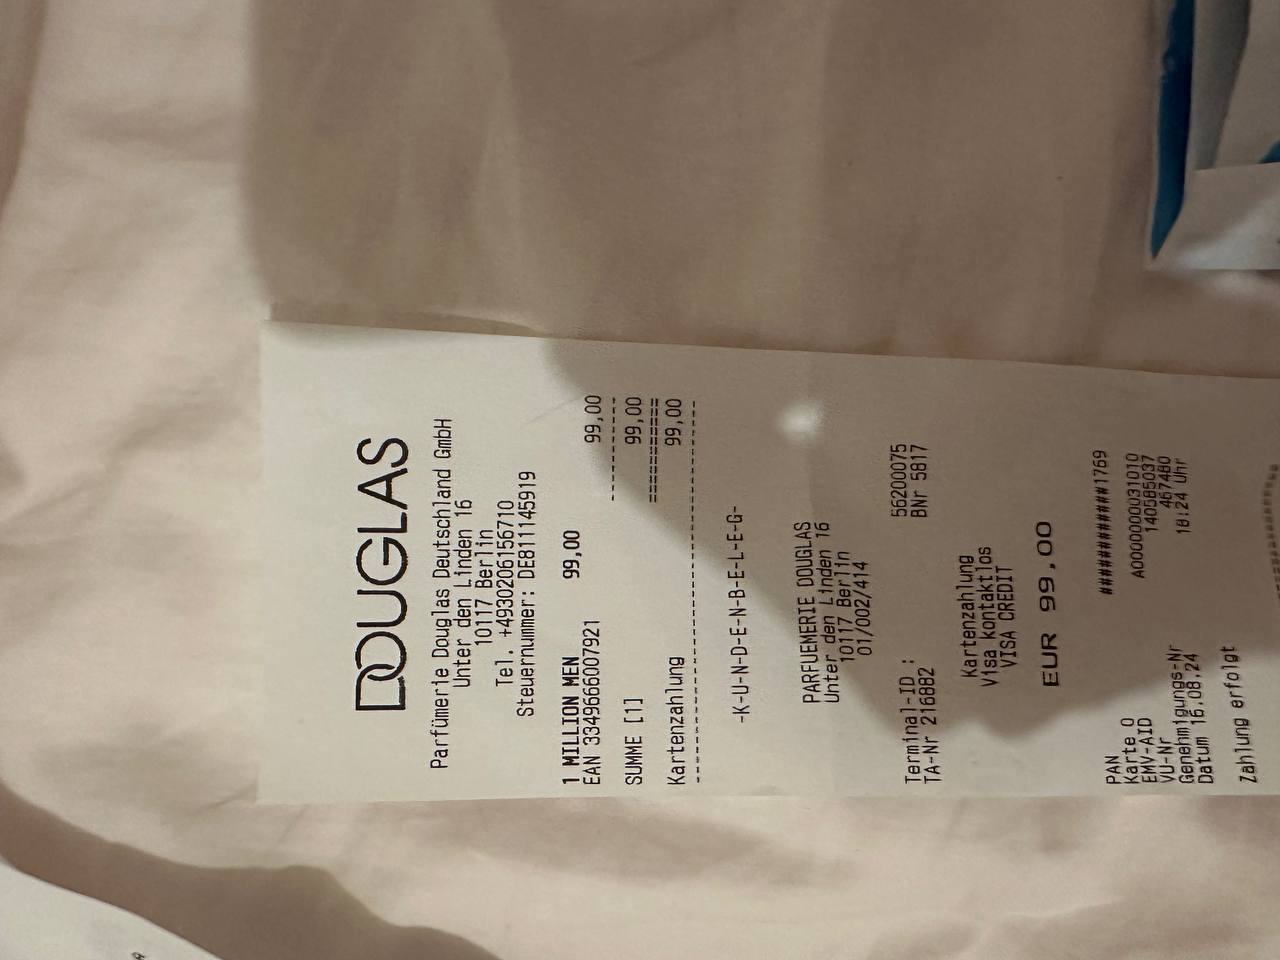 DOUGLAS
Parfümerie Douglas Deutschland GmbH
Unter den Linden 16
10117 Berlin
Tel. +4930206156710
Steuernummer: DE811145919
1 MILLION MEN 99,00
EAN 3349666007921 99,00
SUMME [1] 99,00
Kartenzahlung 99,00
-K-U-N-D-E-N-B-E-L-E-G-
PARFUEMERIE DOUGLAS
Unter den Linden 16
10117 Berlin
01/002/414
Terminal-ID : 56200075
TA-Nr 216882 BNr 5817
Kartenzahlung
Visa kontaktlos
VISA CREDIT
EUR 99,00
PAN ############1769
Karte 0
EMV-AID A0000000031010
VU-Nr 140585037
Genehmigungs-Nr 467480
Datum 16.08.24 18:24 Uhr
Zahlung erfolgt